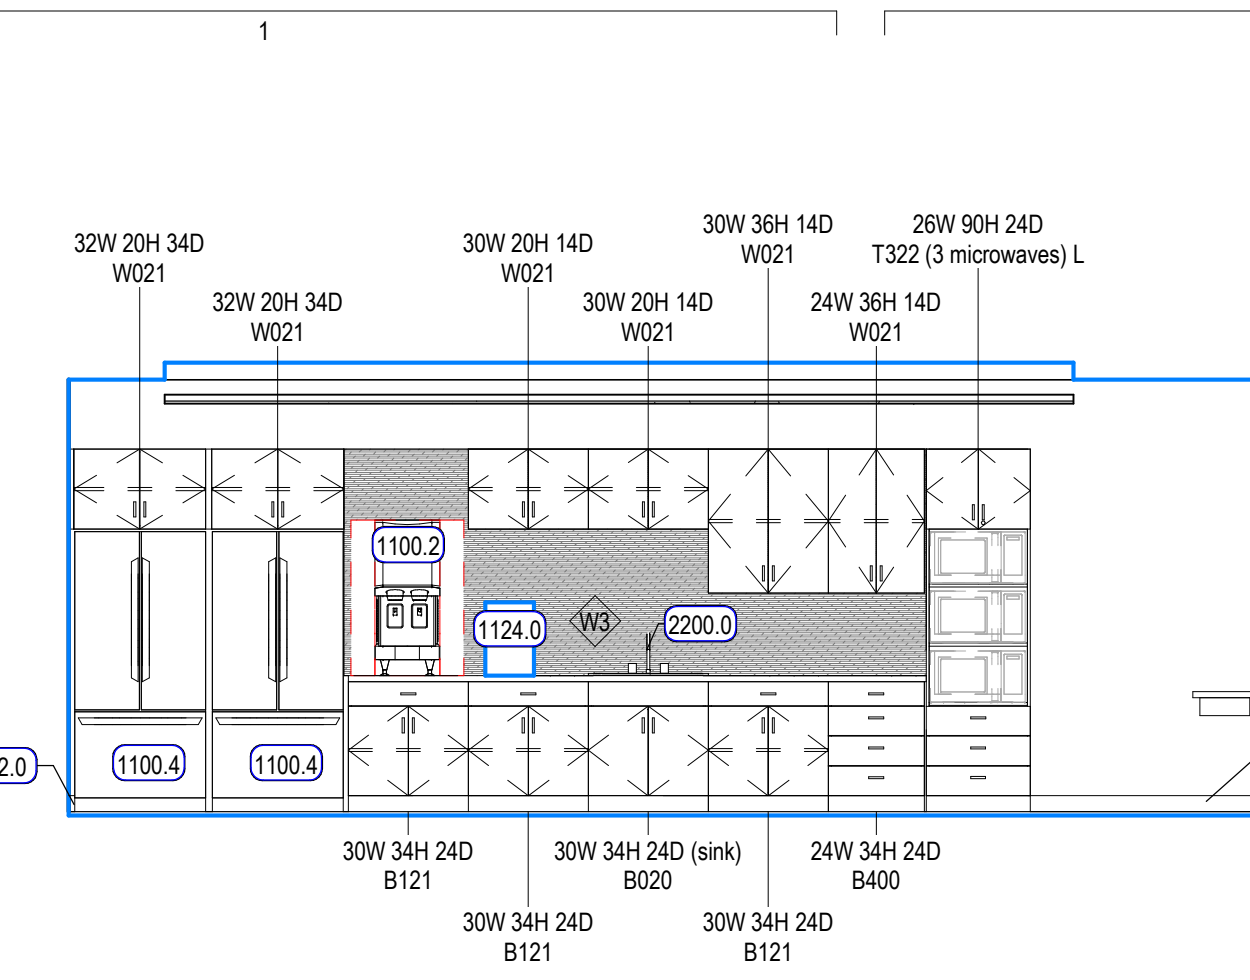 1
30W 36H 14D
W021
26W 90H 24D
T322 (3 microwaves) L
32W 20H 34D
W021
30W 20H 14D
W021
32W 20H 34D
W021
30W 20H 14D
W021
24W 36H 14D
W021
1100.2
1124.0
W3
2200.0
2.0
1100.4
1100.4
30W 34H 24D
B121
30W 34H 24D (sink)
B020
24W 34H 24D
B400
30W 34H 24D
B121
30W 34H 24D
B121